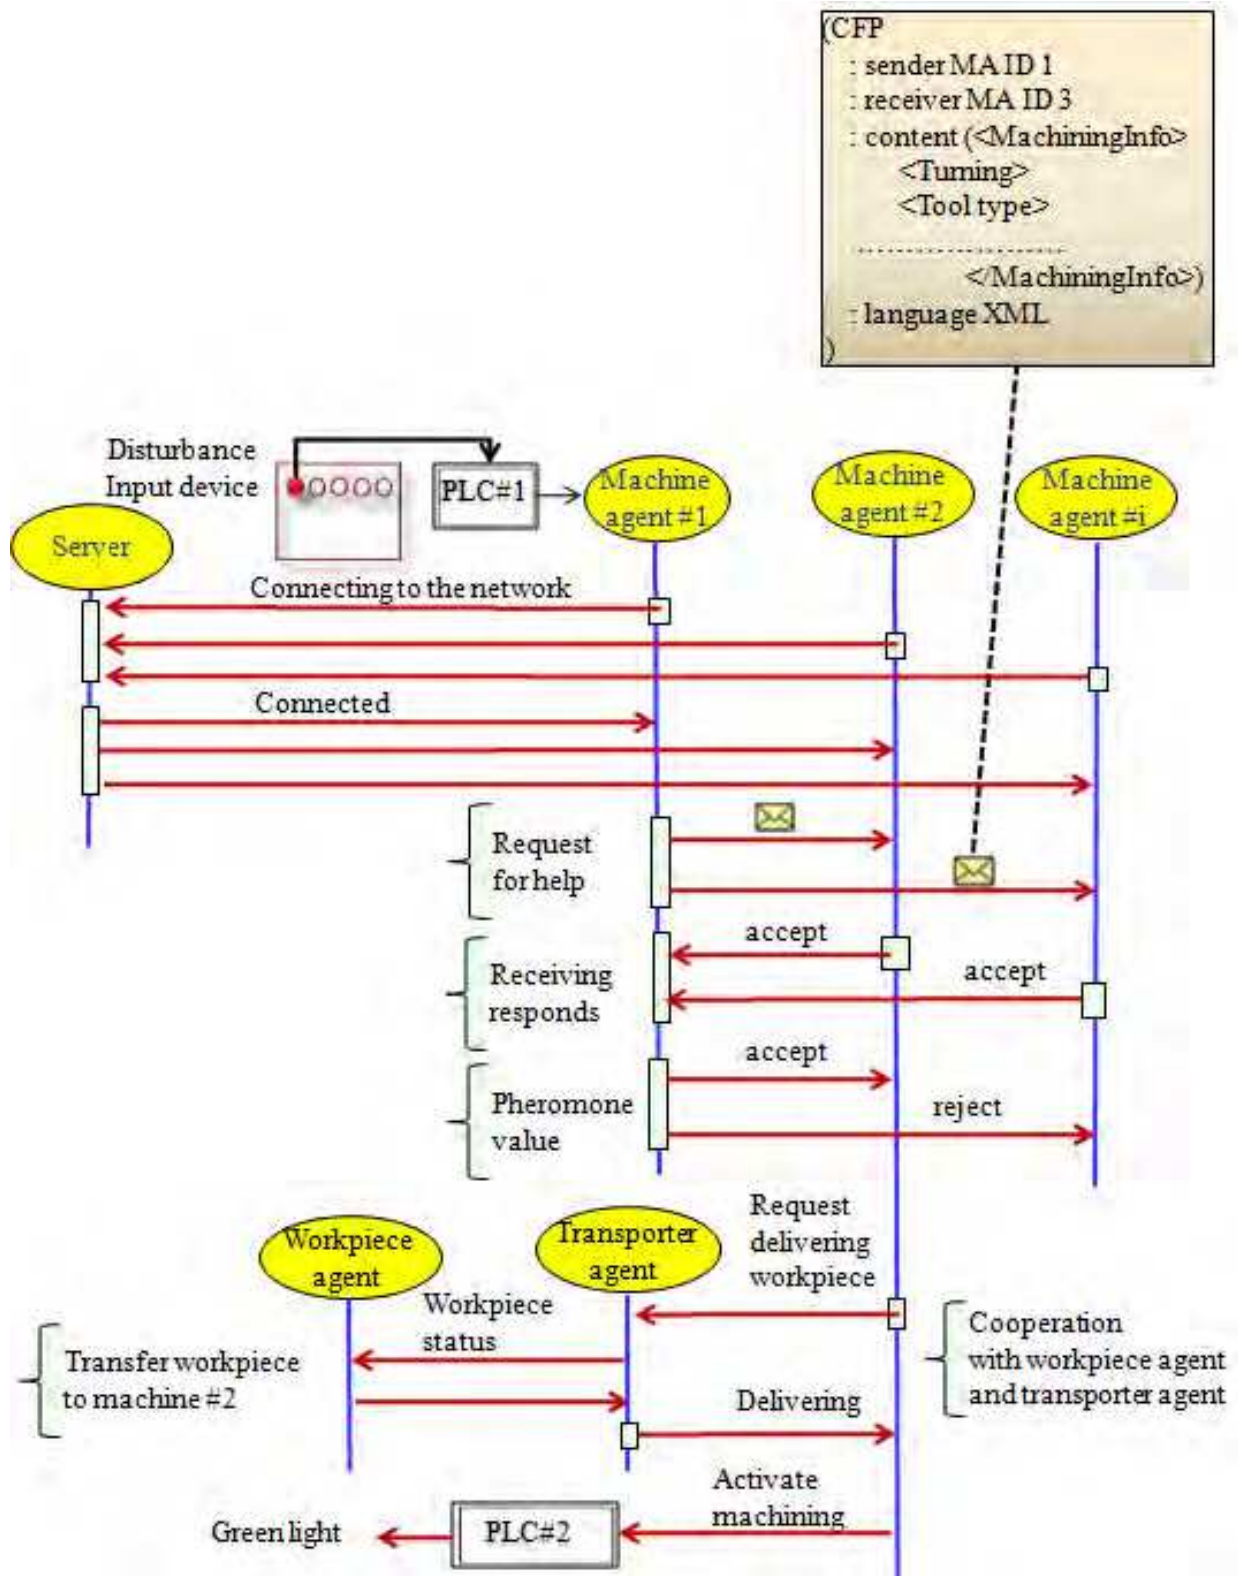 (CFP
: sender MA ID 1
: receiver MA ID 3
: content (<MachiningInfo>
<Turning>
<Tool type>
........................
</MachiningInfo>)
: language XML
)
Disturbance
Input device
PLC#1
Machine
agent #1
Machine
agent #2
Machine
agent #i
Server
Connecting to the network
Connected
Request
for help
accept
accept
Receiving
responds
accept
Pheromone
value
reject
Request
delivering
workpiece
Workpiece
agent
Transporter
agent
Workpiece
status
Cooperation
with workpiece agent
and transporter agent
Transfer workpiece
to machine #2
Delivering
Activate
machining
Green light
PLC#2